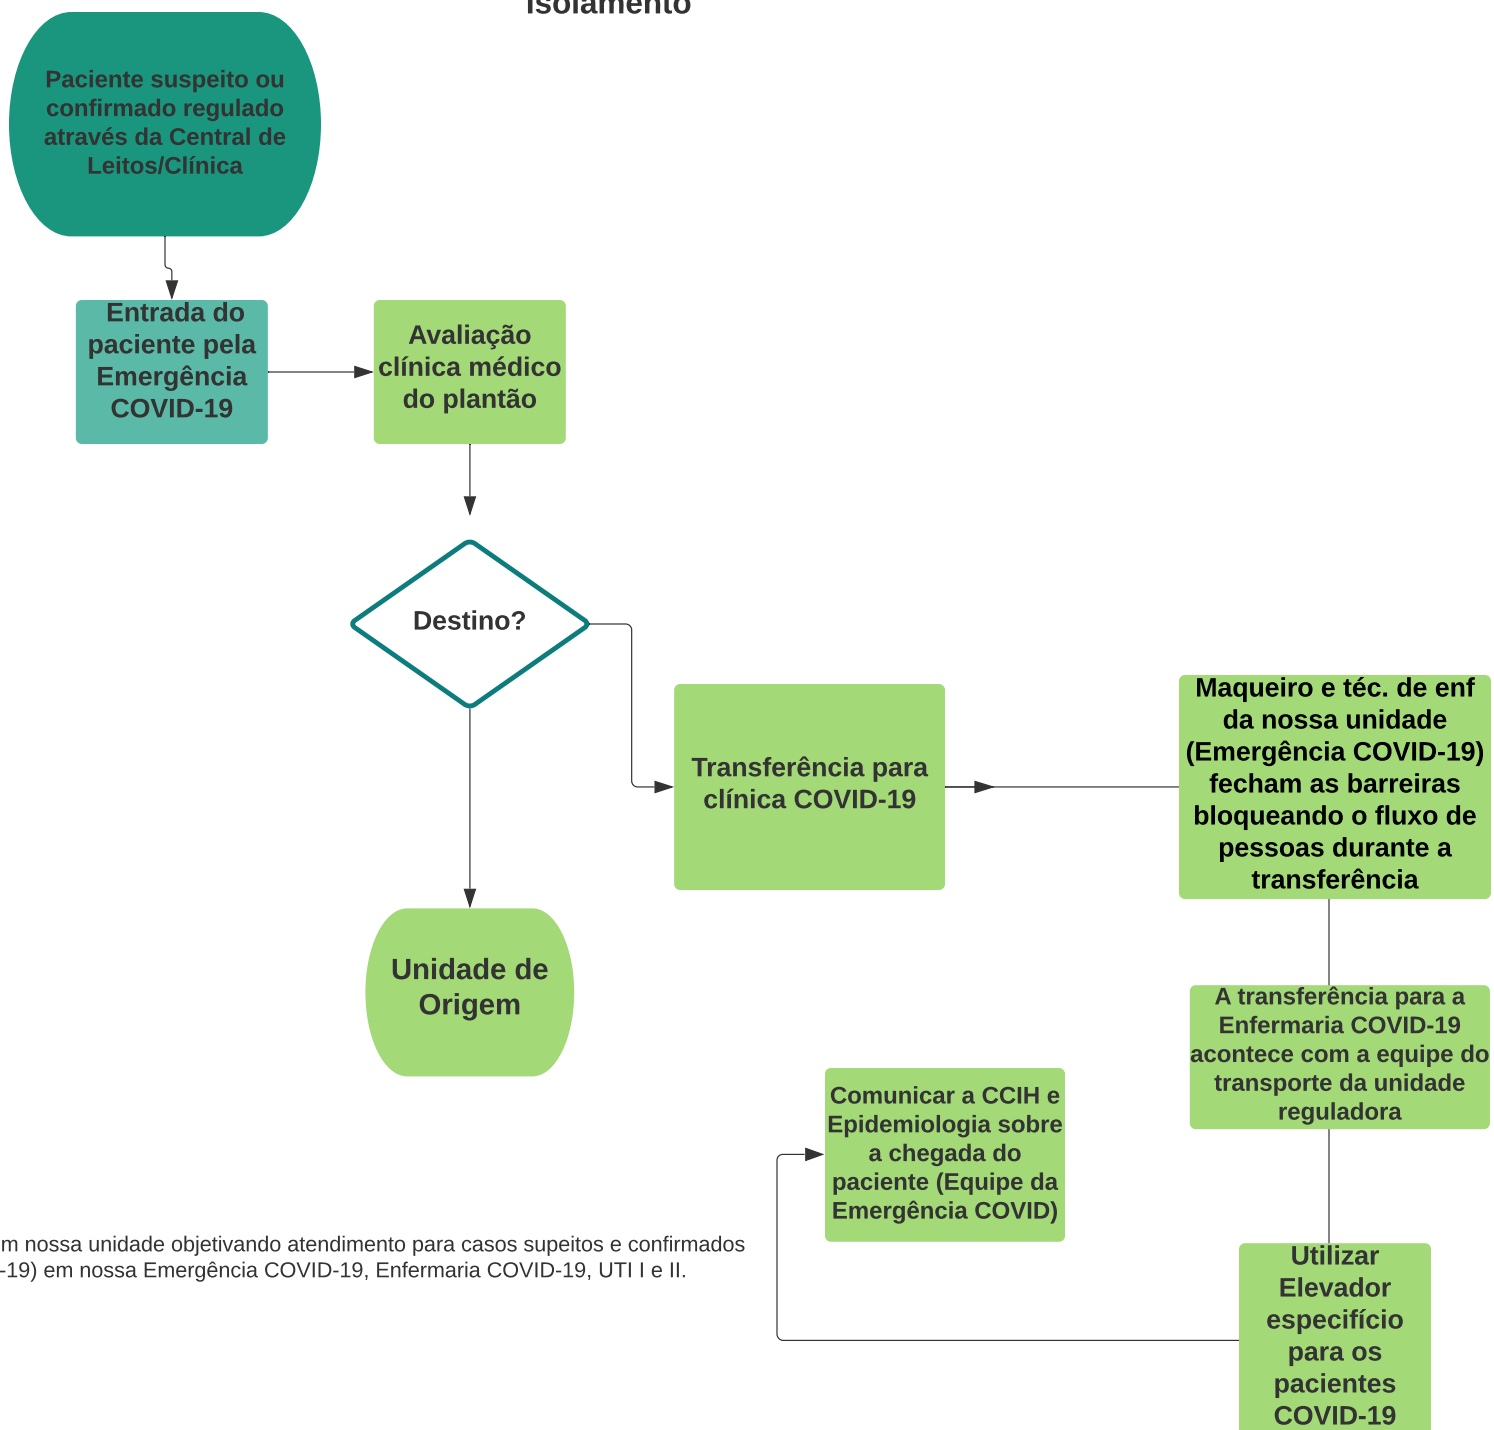 Isolamento
Paciente suspeito ou
confirmado regulado
através da Central de
Leitos/Clínica
Entrada do
paciente pela
Emergência
COVID-19
Avaliação
clínica médico
do plantão
Destino?
Transferência para
clínica COVID-19
Maqueiro e téc. de enf
da nossa unidade
(Emergência COVID-19)
fecham as barreiras
bloqueando o fluxo de
pessoas durante a
transferência
Unidade de
Origem
A transferência para a
Enfermaria COVID-19
acontece com a equipe do
transporte da unidade
reguladora
Comunicar a CCIH e
Epidemiologia sobre
a chegada do
paciente (Equipe da
Emergência COVID)
m nossa unidade objetivando atendimento para casos supeitos e confirmados
-19) em nossa Emergência COVID-19, Enfermaria COVID-19, UTI I e II.
Utilizar
Elevador
especifício
para os
pacientes
COVID-19